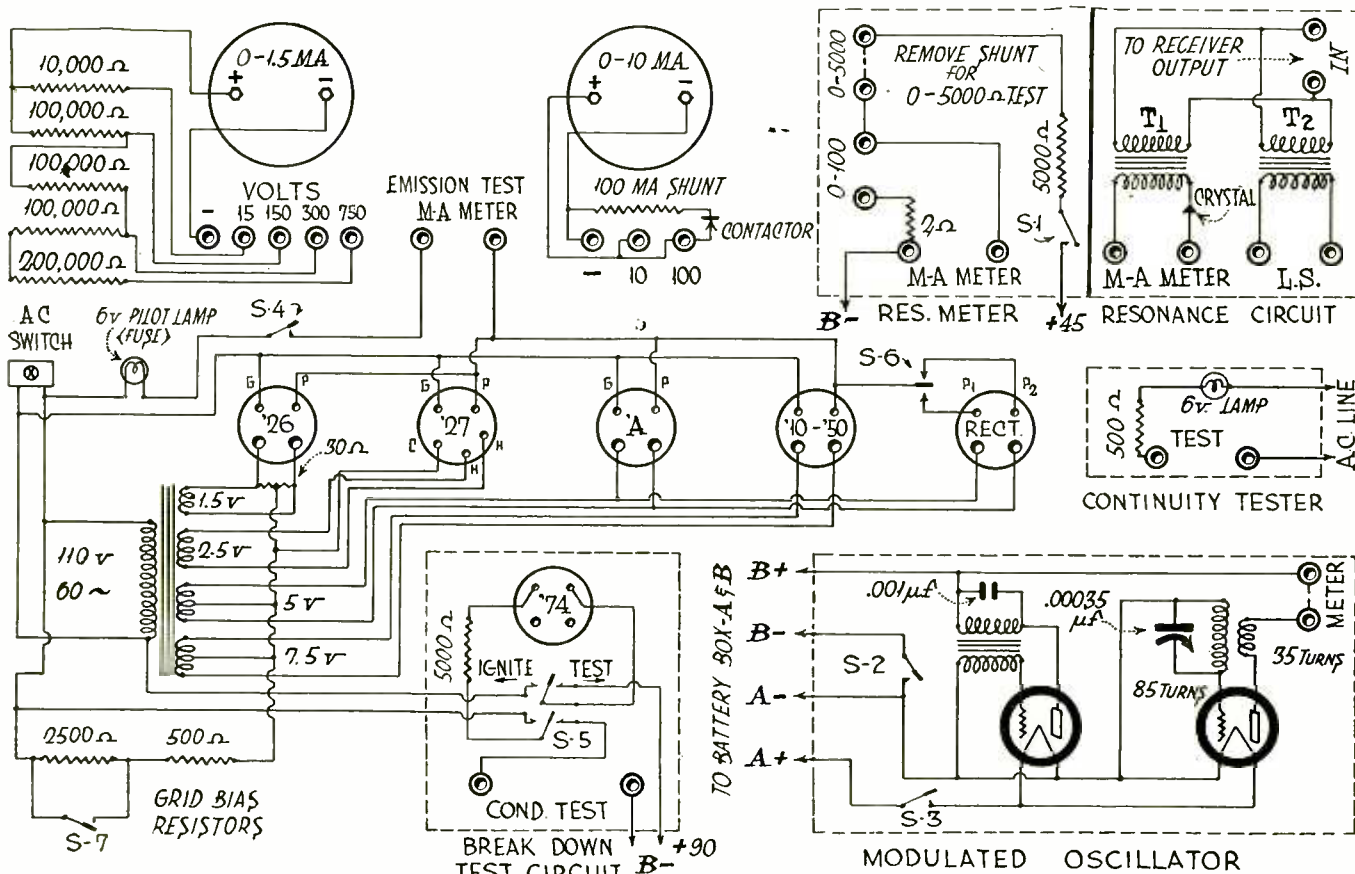 10,000 Ω
100,000 Ω
100,000 Ω
100,000 Ω
200,000 Ω
0-1.5 MA.
+ -
VOLTS
- 15 150 300 750
EMISSION TEST
M-A METER
0-10 MA.
+ -
100 MA SHUNT
CONTACTOR
- 10 100
0-5000
0-100
REMOVE SHUNT
FOR
0-5000 Ω TEST
5000 Ω
2 Ω
S-1
M-A METER
B- RES. METER +45
TO RECEIVER
OUTPUT
IN
T1 T2
CRYSTAL
M-A METER L.S.
RESONANCE CIRCUIT
AC
SWITCH
6V PILOT LAMP
(FUSE)
S-4
G P
'26
30 Ω
G P
'27
C H
H
G P
'A
'10-'50
S-6
P1 P2
RECT.
6V. LAMP
500 Ω
TEST
AC LINE
CONTINUITY TESTER
110 V
60 ~
1.5 V
2.5 V
5 V
7.5 V
2500 Ω 500 Ω
S-7
GRID BIAS
RESISTORS
'74
5000 Ω
IGNITE TEST
S-5
COND. TEST
BREAK DOWN
TEST CIRCUIT
B- +90
TO BATTERY BOX-A & B
B+
B-
A-
A+
.001 µf
.00035
µf
METER
35 TURNS
85 TURNS
S-2
S-3
MODULATED OSCILLATOR